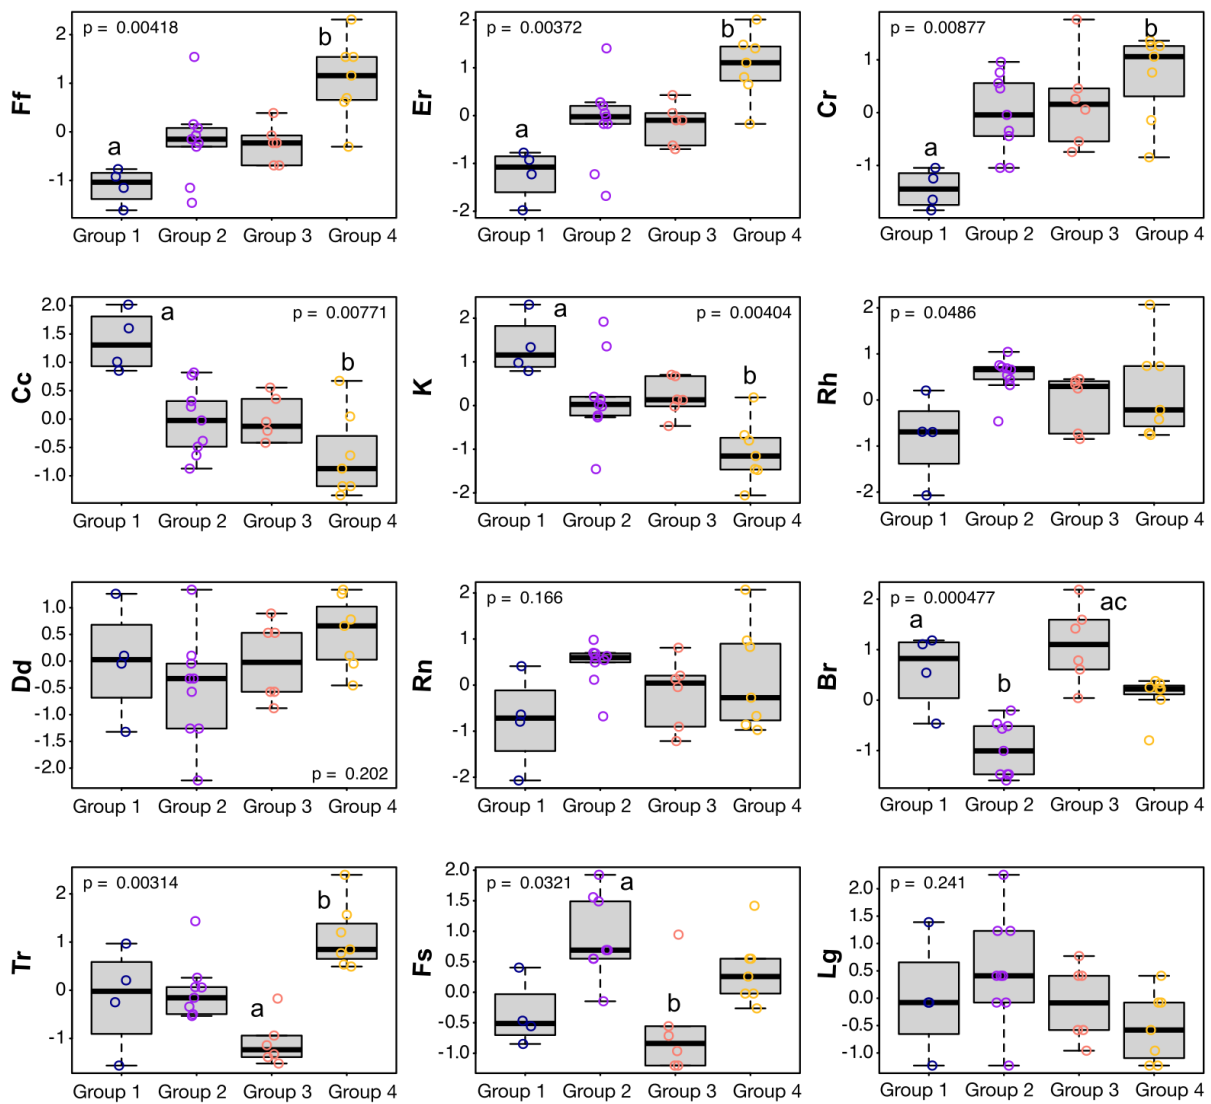 Ff
p = 0.00418
2
1
0
-1
a
b
Group 1 Group 2 Group 3 Group 4
Er
p = 0.00372
2
1
0
-1
-2
a
b
Group 1 Group 2 Group 3 Group 4
Cr
p = 0.00877
1
0
-1
a
b
Group 1 Group 2 Group 3 Group 4
Cc
p = 0.00771
2.0
1.5
1.0
0.5
0.0
-0.5
-1.0
a
b
Group 1 Group 2 Group 3 Group 4
K
p = 0.00404
2
1
0
-1
-2
a
b
Group 1 Group 2 Group 3 Group 4
Rh
p = 0.0486
2
1
0
-1
-2
Group 1 Group 2 Group 3 Group 4
Dd
1.0
0.5
0.0
-0.5
-1.0
-1.5
-2.0
p = 0.202
Group 1 Group 2 Group 3 Group 4
Rn
p = 0.166
2
1
0
-1
-2
Group 1 Group 2 Group 3 Group 4
Br
p = 0.000477
2
1
0
-1
a
b
ac
Group 1 Group 2 Group 3 Group 4
Tr
p = 0.00314
2
1
0
-1
a
b
Group 1 Group 2 Group 3 Group 4
Fs
p = 0.0321
2.0
1.5
1.0
0.5
0.0
-0.5
-1.0
a
b
Group 1 Group 2 Group 3 Group 4
Lg
p = 0.241
2.0
1.5
1.0
0.5
0.0
-0.5
-1.0
Group 1 Group 2 Group 3 Group 4